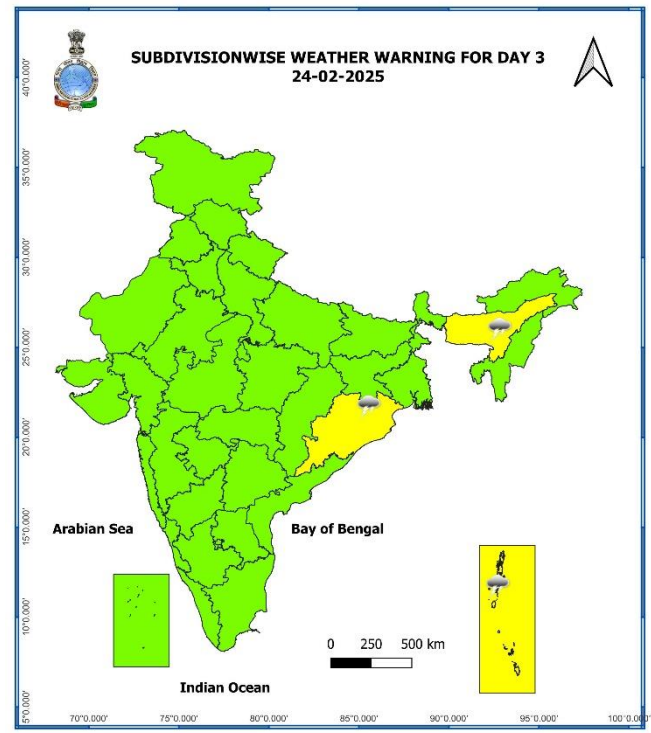 SUBDIVISIONWISE WEATHER WARNING FOR DAY 3
24-02-2025
40°0.000'
35°0.000'
30°0.000'
25°0.000'
20°0.000'
15°0.000'
10°0.000'
5°0.000'
Arabian Sea
Bay of Bengal
0 250 500 km
Indian Ocean
70°0.000' 75°0.000' 80°0.000' 85°0.000' 90°0.000' 95°0.000' 100°0.000'